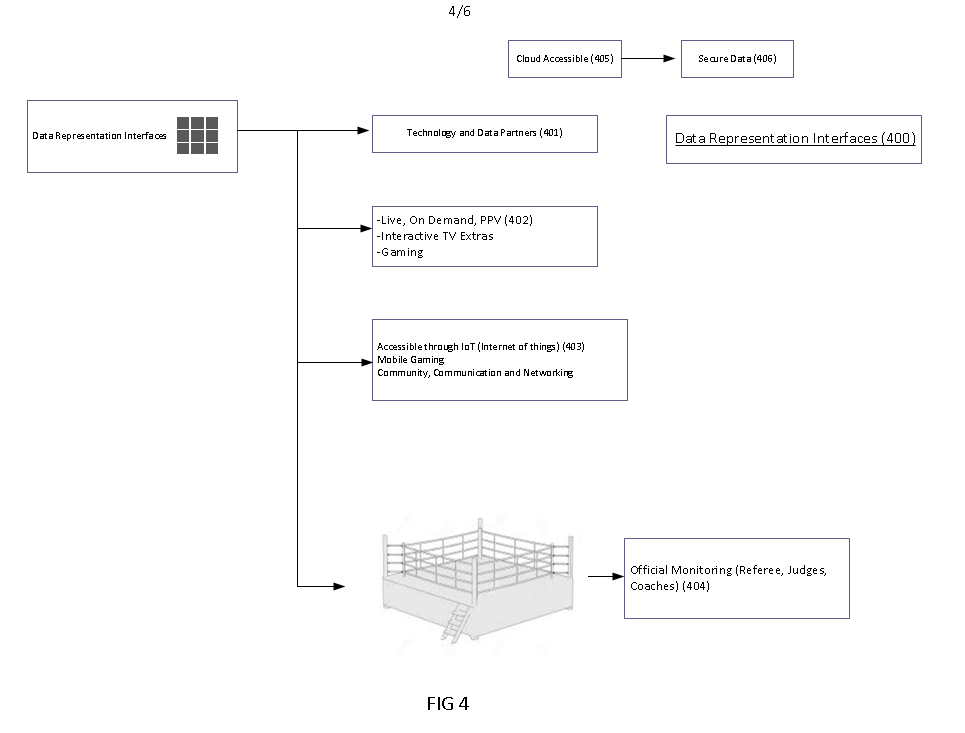 4/6
Cloud Accessible (405)
Secure Data (406)
Data Representation Interfaces
Technology and Data Partners (401)
Data Representation Interfaces (400)
-Live, On Demand, PPV (402)
-Interactive TV Extras
-Gaming
Accessible through IoT (Internet of things) (403)
Mobile Gaming
Community, Communication and Networking
Official Monitoring (Referee, Judges,
Coaches) (404)
FIG 4